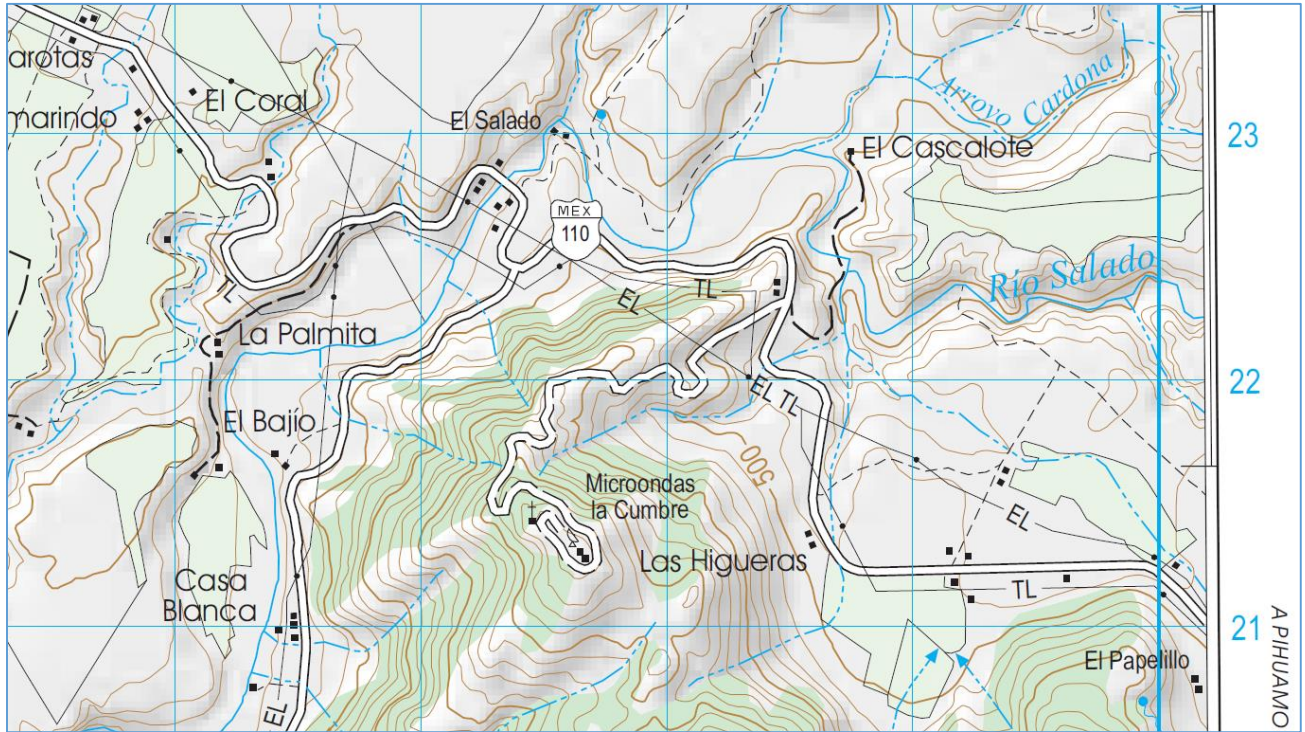 arotas
El Coral
marindo
El Salado
Arroyo Cardona
23
El Cascalote
MEX
110
Río Salado
TL
EL
TL
La Palmita
22
EL TL
El Bajío
500
Microondas
la Cumbre
EL
Las Higueras
Casa
Blanca
TL
21
El Papelillo
EL
A PIHUAMO